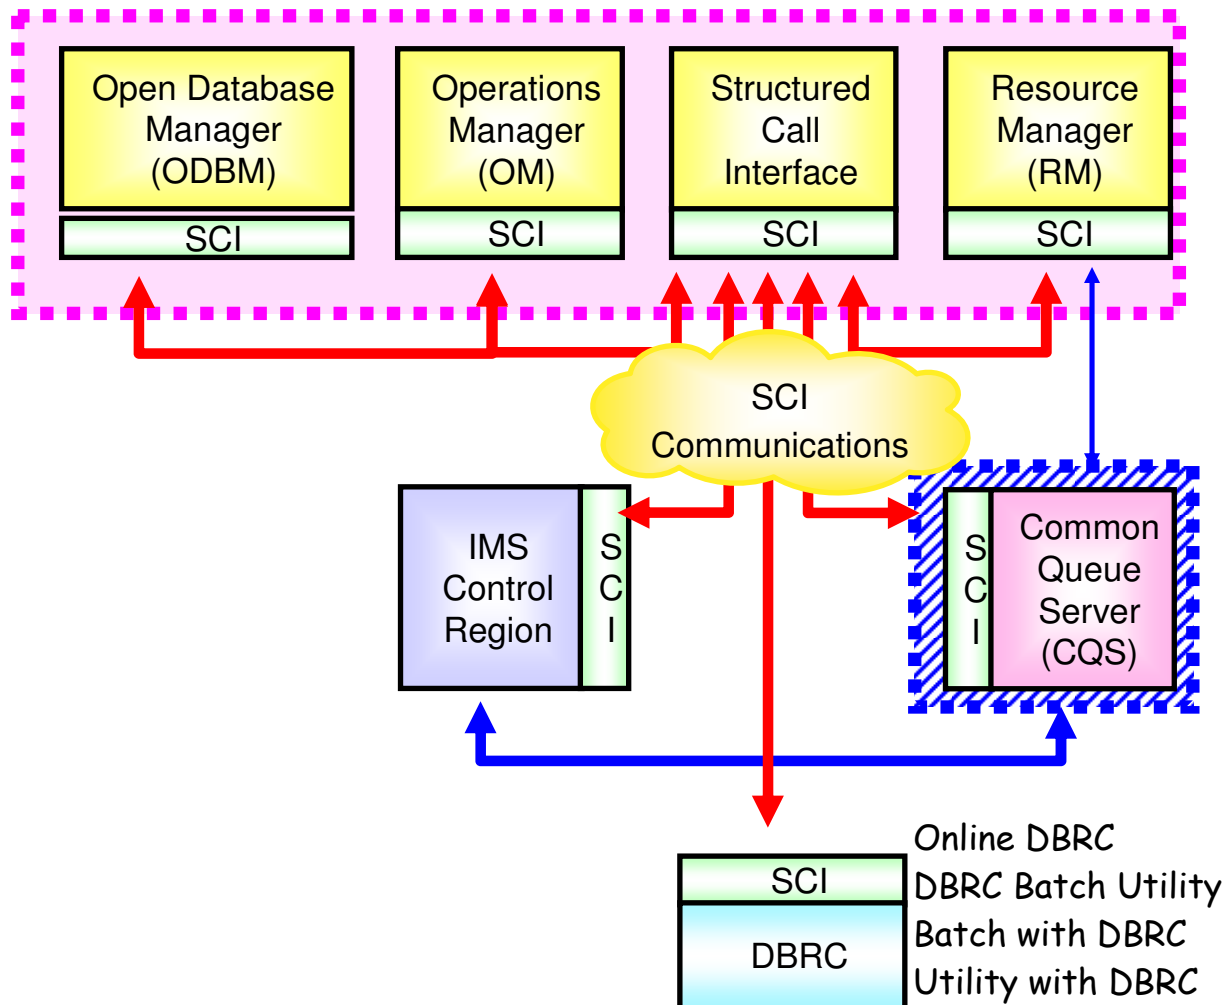 Open Database
Manager
(ODBM)
SCI
Operations
Manager
(OM)
SCI
Structured
Call
Interface
SCI
Resource
Manager
(RM)
SCI
SCI
Communications
IMS
Control
Region
S
C
I
S
C
I
Common
Queue
Server
(CQS)
SCI
DBRC
Online DBRC
DBRC Batch Utility
Batch with DBRC
Utility with DBRC